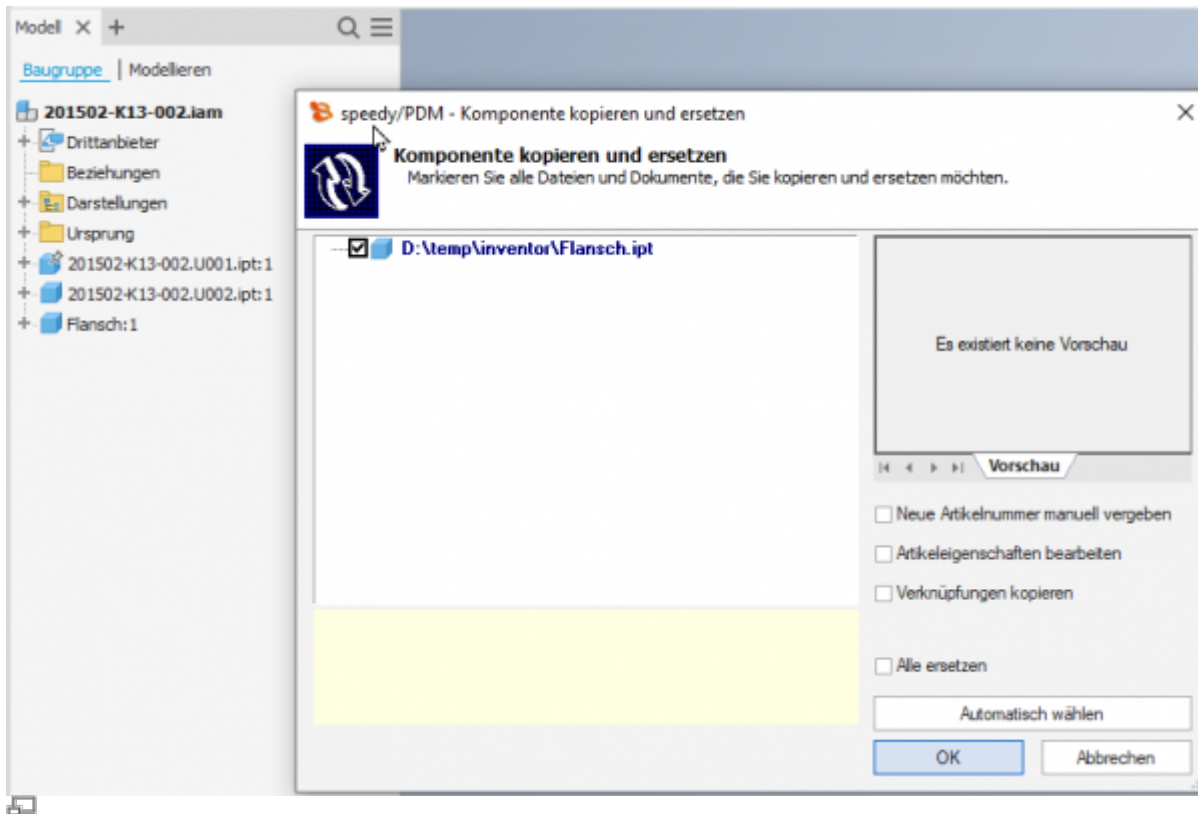 Modell
Baugruppe | Modellieren
201502-K13-002.iam
Drittanbieter
Beziehungen
Darstellungen
Ursprung
201502-K13-002.U001.ipt:1
201502-K13-002.U002.ipt:1
Flansch:1
speedy/PDM - Komponente kopieren und ersetzen
Komponente kopieren und ersetzen
Markieren Sie alle Dateien und Dokumente, die Sie kopieren und ersetzen möchten.
D:\temp\inventor\Flansch.ipt
Es existiert keine Vorschau
Vorschau
Neue Artikelnummer manuell vergeben
Artikeleigenschaften bearbeiten
Verknüpfungen kopieren
Alle ersetzen
Automatisch wählen
OK
Abbrechen